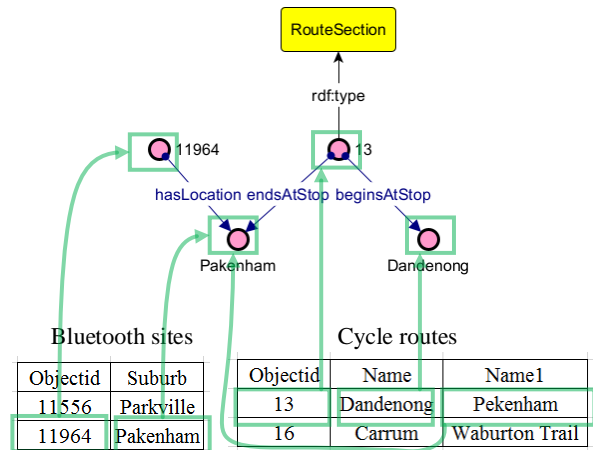 RouteSection
rdf:type
11964
13
hasLocation endsAtStop beginsAtStop
Pakenham
Dandenong
Bluetooth sites
Cycle routes
Objectid Suburb
11556 Parkville
11964 Pakenham
Objectid Name Name1
13 Dandenong Pekenham
16 Carrum Waburton Trail